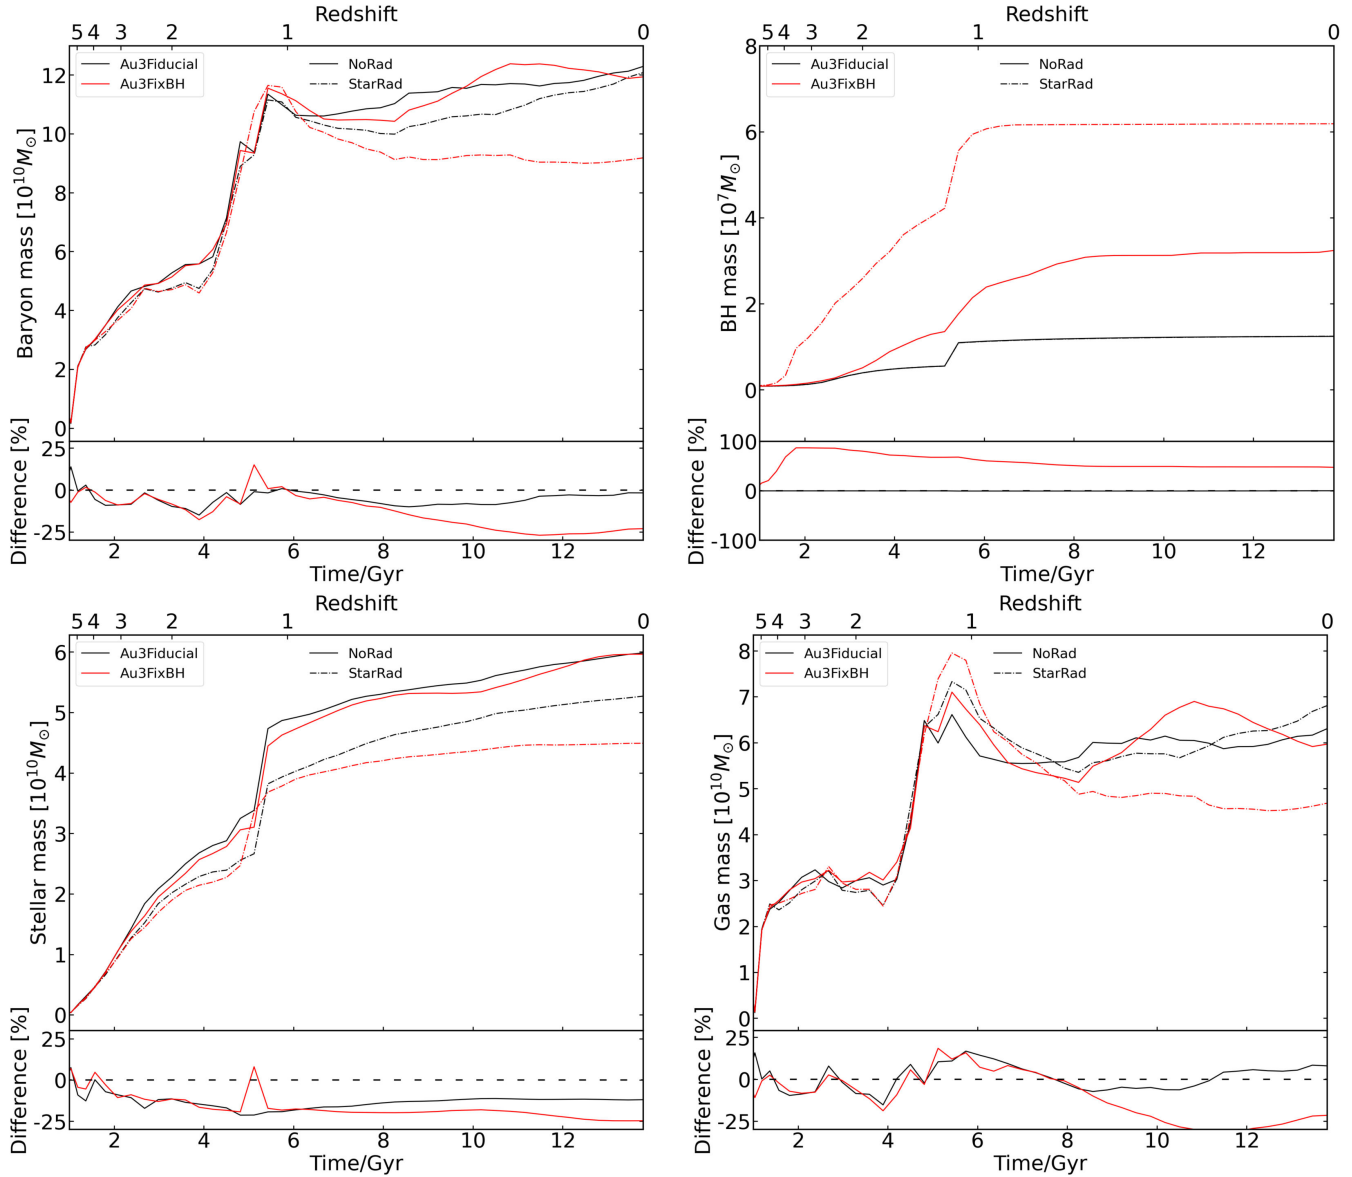 Redshift
5 4 3 2 1 0
Au3Fiducial NoRad
Au3FixBH StarRad
Baryon mass [10^10 M⊙]
12
10
8
6
4
2
0
Difference [%]
25
0
-25
2 4 6 8 10 12
Time/Gyr
Redshift
5 4 3 2 1 0
Au3Fiducial NoRad
Au3FixBH StarRad
BH mass [10^7 M⊙]
8
6
4
2
0
Difference [%]
100
0
-100
2 4 6 8 10 12
Time/Gyr
Redshift
5 4 3 2 1 0
Au3Fiducial NoRad
Au3FixBH StarRad
Stellar mass [10^10 M⊙]
6
5
4
3
2
1
0
Difference [%]
25
0
-25
2 4 6 8 10 12
Time/Gyr
Redshift
5 4 3 2 1 0
Au3Fiducial NoRad
Au3FixBH StarRad
Gas mass [10^10 M⊙]
8
7
6
5
4
3
2
1
0
Difference [%]
25
0
-25
2 4 6 8 10 12
Time/Gyr